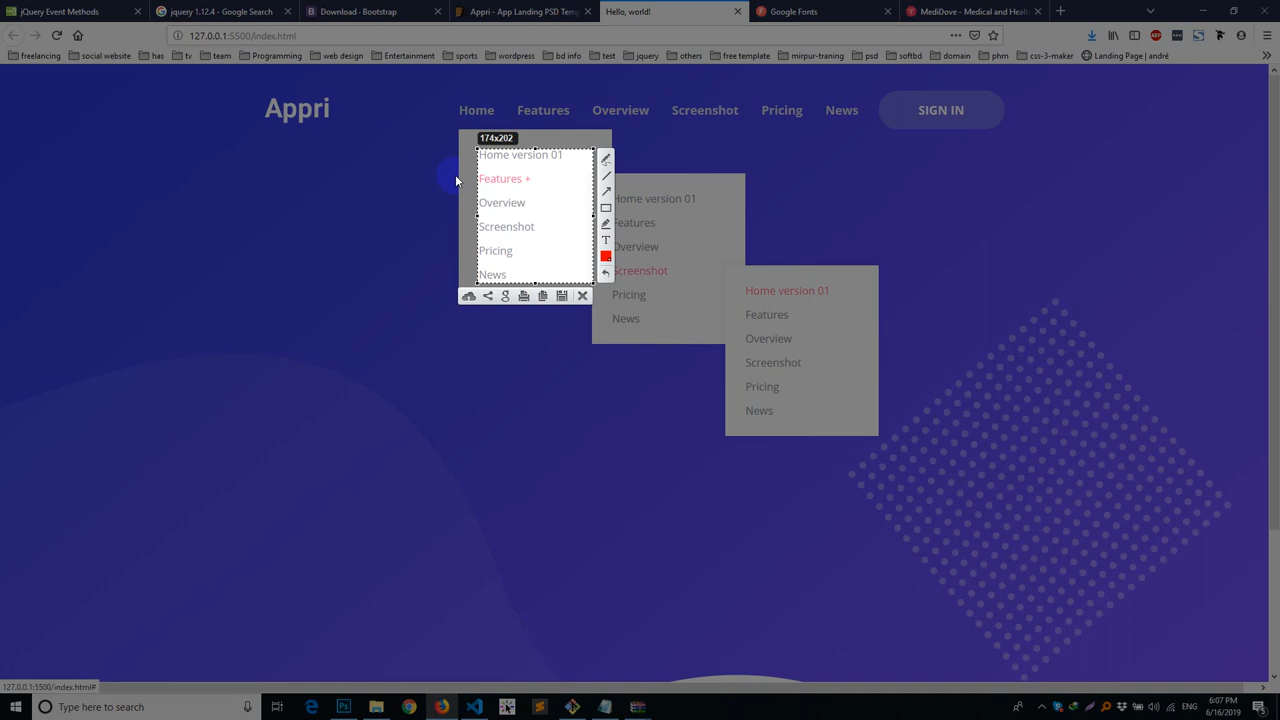 jQuery Event Methods
jquery 1.12.4 - Google Search
Download · Bootstrap
Appri - App Landing PSD Temp
Hello, world!
Google Fonts
MediDove - Medical and Healt
127.0.0.1:5500/index.html
freelancing
social website
has
tv
team
Programming
web design
Entertainment
sports
wordpress
bd info
test
jquery
others
free template
mirpur-traning
psd
softbd
domain
phm
css-3-maker
Landing Page | andré
Appri
Home
Features
Overview
Screenshot
Pricing
News
SIGN IN
174x202
Home version 01
Features +
Overview
Screenshot
Pricing
News
Home version 01
Features
Overview
Screenshot
Pricing
News
Home version 01
Features
Overview
Screenshot
Pricing
News
127.0.0.1:5500/index.html#
Type here to search
ENG
6:07 PM
6/16/2019